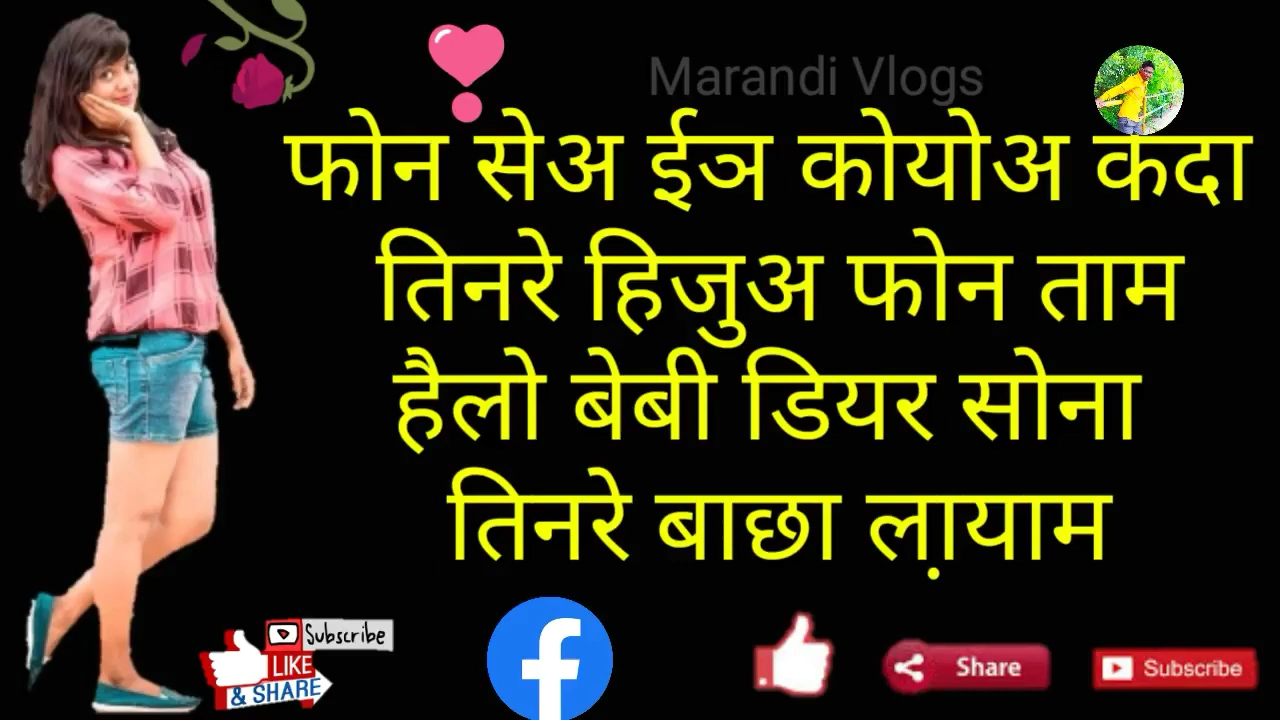 Marandi Vlogs
फोन सेअ ईञ कोयोअ कदा
तिनरे हिजुअ फोन ताम
हैलो बेबी डियर सोना
तिनरे बाछा ला़याम
Subscribe
LIKE
& SHARE
Share
Subscribe